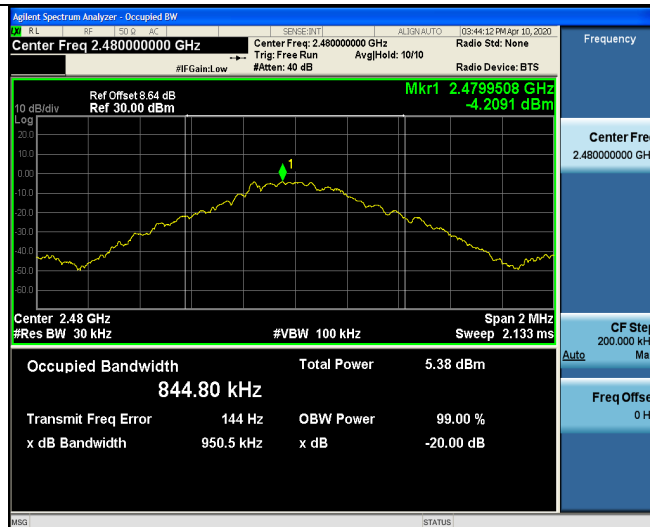 Agilent Spectrum Analyzer - Occupied BW
LXI RL RF 50 Ω AC SENSE:INT ALIGN AUTO 03:44:12 PM Apr 10, 2020
Center Freq 2.480000000 GHz
Center Freq: 2.480000000 GHz
Radio Std: None
Trig: Free Run Avg|Hold: 10/10
#IFGain:Low #Atten: 40 dB Radio Device: BTS
Ref Offset 8.64 dB
Mkr1 2.4799508 GHz
10 dB/div Ref 30.00 dBm -4.2091 dBm
Log
20.0
10.0
1
0.00
-10.0
-20.0
-30.0
-40.0
-50.0
-60.0
Center 2.48 GHz Span 2 MHz
#Res BW 30 kHz #VBW 100 kHz Sweep 2.133 ms
Occupied Bandwidth Total Power 5.38 dBm
844.80 kHz
Transmit Freq Error 144 Hz OBW Power 99.00 %
x dB Bandwidth 950.5 kHz x dB -20.00 dB
MSG STATUS
Frequency
Center Fre
2.480000000 GH
CF Step
200.000 kH
Auto Ma
Freq Offse
0 H